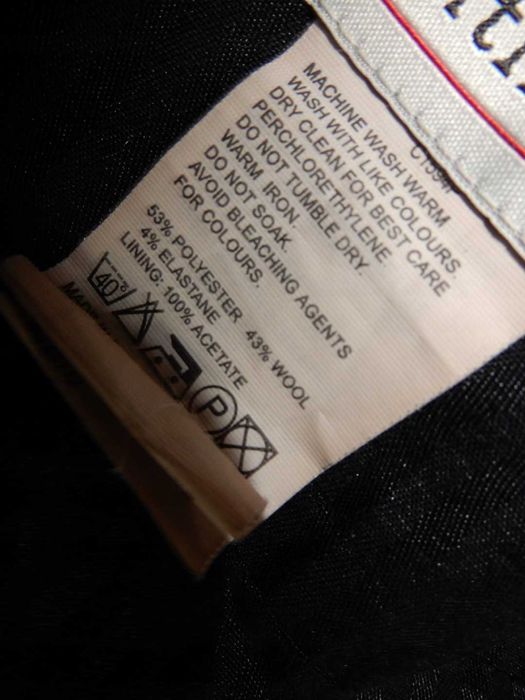 MACHINE WASH WARM
WASH WITH LIKE COLOURS
DRY CLEAN FOR BEST CARE
PERCHLORETHYLENE
DO NOT TUMBLE DRY.
WARM IRON.
DO NOT SOAK.
AVOID BLEACHING AGENTS
FOR COLOURS.
53% POLYESTER 43% WOOL
4% ELASTANE
LINING: 100% ACETATE
40
P